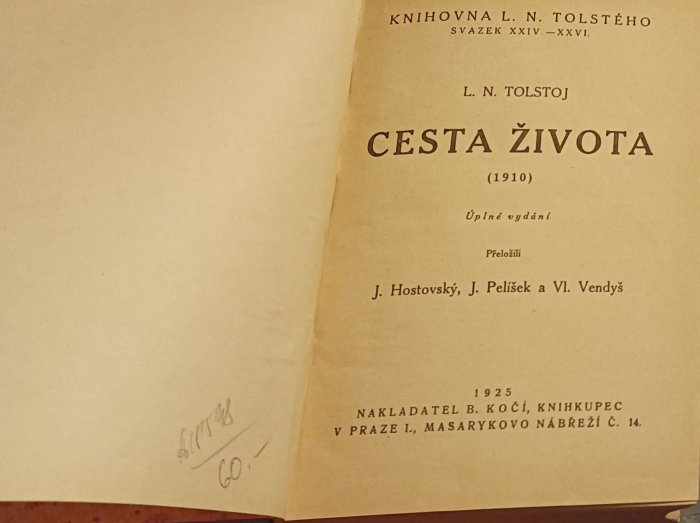 KNIHOVNA L. N. TOLSTÉHO
SVAZEK XXIV.—XXVI.
L. N. TOLSTOJ
CESTA ŽIVOTA
(1910)
Úplné vydání
Přeložili
J. Hostovský, J. Pelíšek a Vl. Vendyš
1925
NAKLADATEL B. KOČÍ, KNIHKUPEC
V PRAZE I., MASARYKOVO NÁBŘEŽÍ Č. 14.
60.-